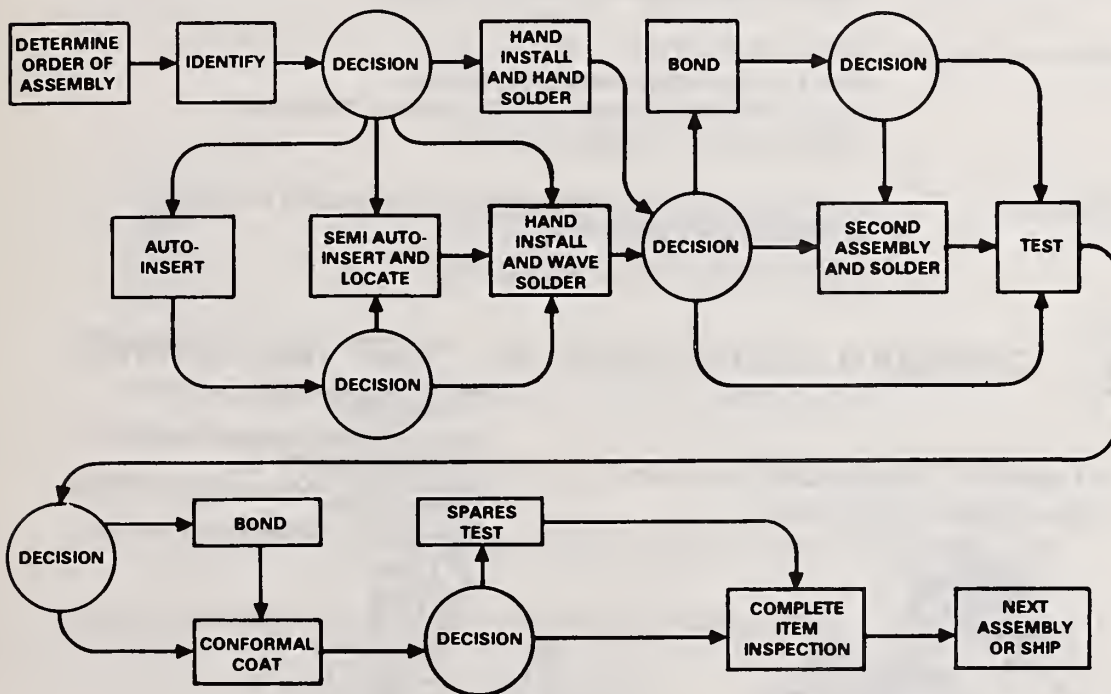 DETERMINE
ORDER OF
ASSEMBLY
IDENTIFY
DECISION
HAND
INSTALL
AND HAND
SOLDER
BOND
DECISION
AUTO-
INSERT
SEMI AUTO-
INSERT AND
LOCATE
HAND
INSTALL
AND WAVE
SOLDER
DECISION
SECOND
ASSEMBLY
AND SOLDER
TEST
DECISION
DECISION
BOND
CONFORMAL
COAT
SPARES
TEST
DECISION
COMPLETE
ITEM
INSPECTION
NEXT
ASSEMBLY
OR SHIP